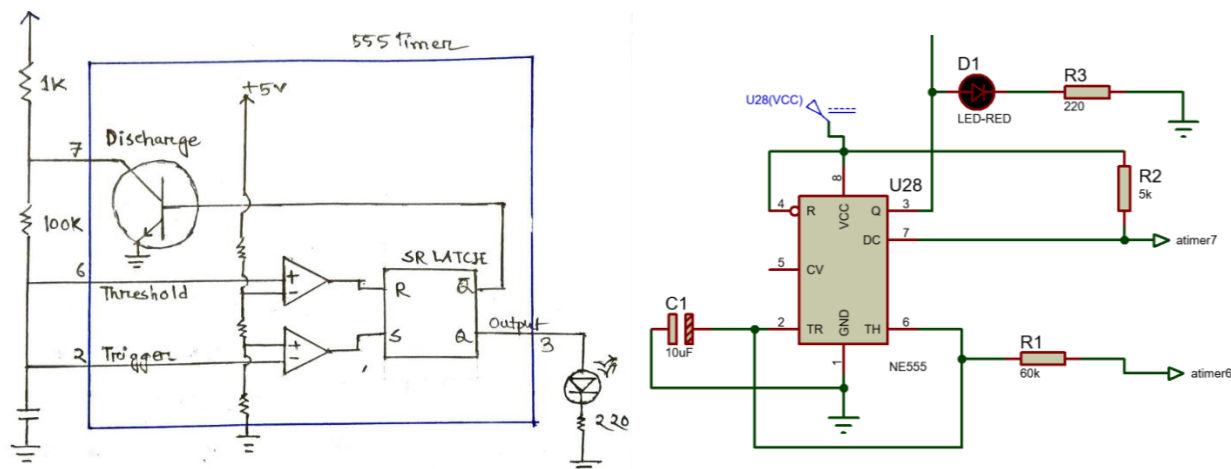 555 Timer
1K
+5V
Discharge
7
100K
6
Threshold
+
-
SR LATCH
R
Q̅
S
Q
+
-
2
Trigger
Output
3
220
D1
LED-RED
R3
220
U28(VCC)
U28
R2
5k
8
VCC
4
R
Q
3
DC
7
atimer7
5
CV
C1
10uF
2
TR
GND
TH
6
1
NE555
R1
60k
atimer6